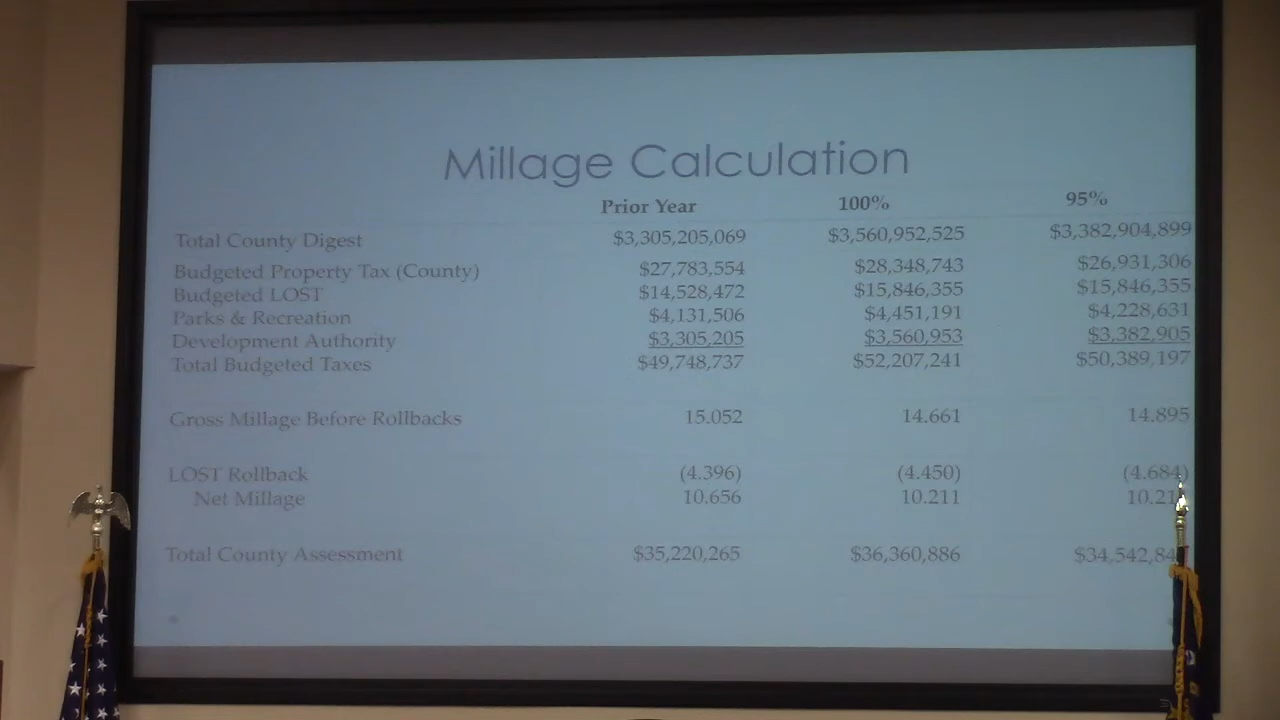 Millage Calculation
Prior Year 100% 95%
Total County Digest $3,305,205,069 $3,560,952,525 $3,382,904,899
Budgeted Property Tax (County) $27,783,554 $28,348,743 $26,931,306
Budgeted LOST $14,528,472 $15,846,355 $15,846,355
Parks & Recreation $4,131,506 $4,451,191 $4,228,631
Development Authority $3,305,205 $3,560,953 $3,382,905
Total Budgeted Taxes $49,748,737 $52,207,241 $50,389,197
Gross Millage Before Rollbacks 15.052 14.661 14.895
LOST Rollback (4.396) (4.450) (4.684)
Net Millage 10.656 10.211
Total County Assessment $35,220,265 $36,360,886